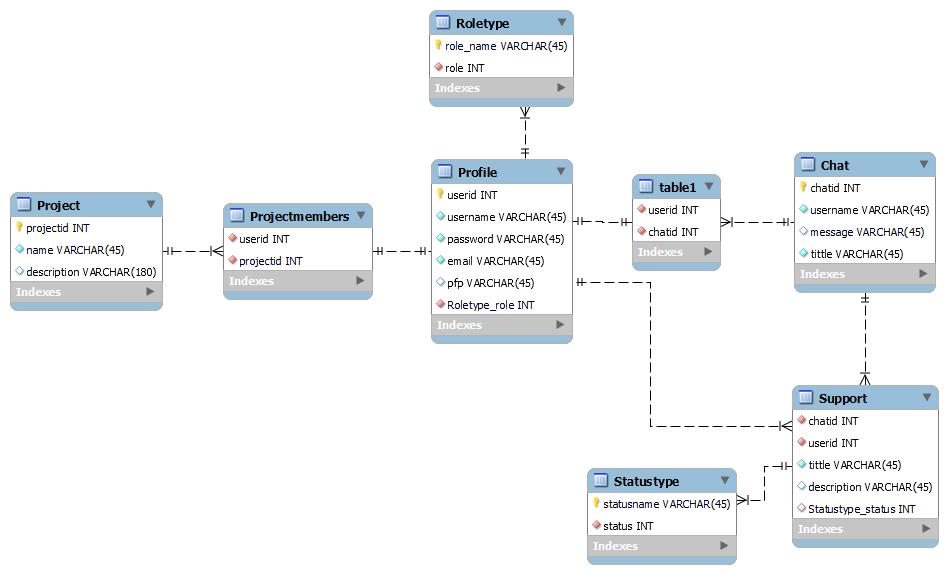 Roletype
role_name VARCHAR(45)
role INT
Indexes
Project
projectid INT
name VARCHAR(45)
description VARCHAR(180)
Indexes
Projectmembers
userid INT
projectid INT
Indexes
Profile
userid INT
username VARCHAR(45)
password VARCHAR(45)
email VARCHAR(45)
pfp VARCHAR(45)
Roletype_role INT
Indexes
table1
userid INT
chatid INT
Indexes
Chat
chatid INT
username VARCHAR(45)
message VARCHAR(45)
tittle VARCHAR(45)
Indexes
Support
chatid INT
userid INT
tittle VARCHAR(45)
description VARCHAR(45)
Statustype_status INT
Indexes
Statustype
statusname VARCHAR(45)
status INT
Indexes